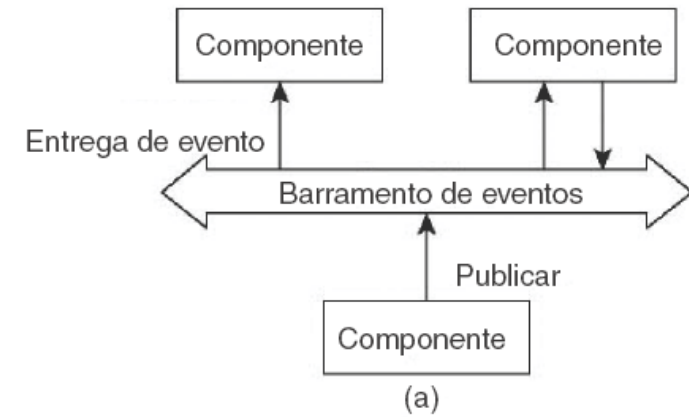 Componente
Componente
Entrega de evento
Barramento de eventos
Publicar
Componente
(a)